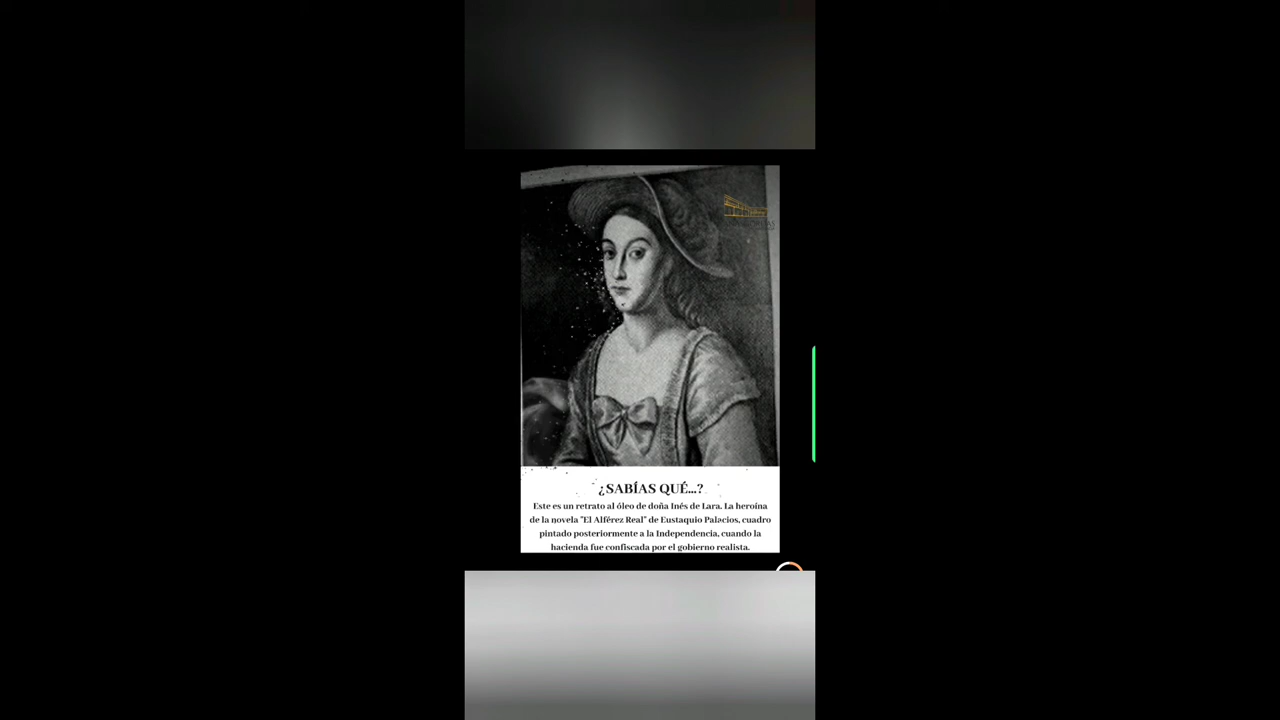 ¿SABÍAS QUÉ...?
Este es un retrato al óleo de doña Inés de Lara. La heroína
de la novela "El Alférez Real" de Eustaquio Palacios, cuadro
pintado posteriormente a la Independencia, cuando la
hacienda fue confiscada por el gobierno realista.